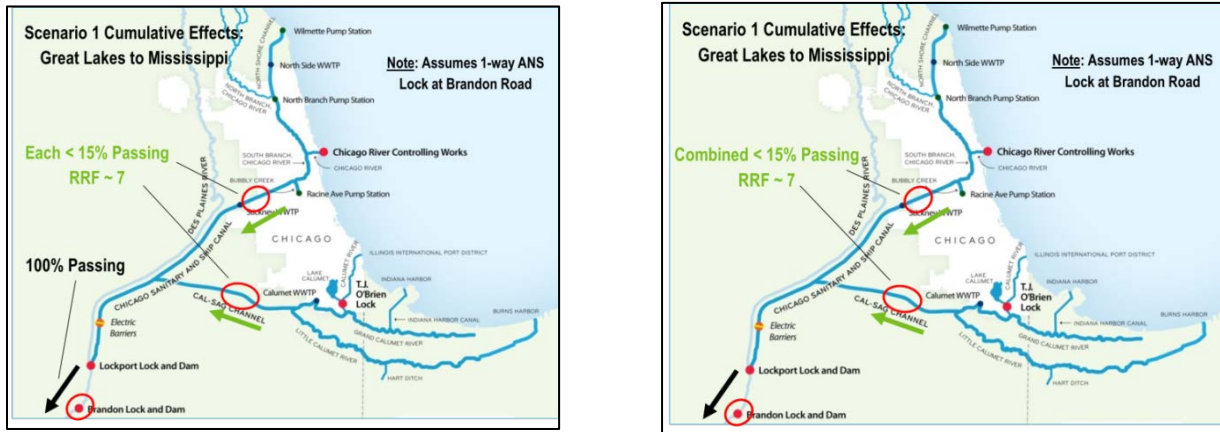 Scenario 1 Cumulative Effects:
Great Lakes to Mississippi
Note: Assumes 1-way ANS
Lock at Brandon Road
NORTH SHORE CHANNEL
Wilmette Pump Station
North Side WWTP
NORTH BRANCH,
CHICAGO RIVER
North Branch Pump Station
Each < 15% Passing
RRF ~ 7
SOUTH BRANCH,
CHICAGO RIVER
Chicago River Controlling Works
CHICAGO RIVER
BUBBLY CREEK
Racine Ave Pump Station
Stickney WWTP
DES PLAINES RIVER
CHICAGO
100% Passing
CHICAGO SANITARY AND SHIP CANAL
CAL-SAG CHANNEL
Calumet WWTP
LAKE
CALUMET
CALUMET RIVER
T.J.
O'Brien
Lock
ILLINOIS INTERNATIONAL PORT DISTRICT
INDIANA HARBOR
BURNS HARBOR
INDIANA HARBOR CANAL
GRAND CALUMET RIVER
LITTLE CALUMET RIVER
HART DITCH
Electric
Barriers
Lockport Lock and Dam
Brandon Lock and Dam
Scenario 1 Cumulative Effects:
Great Lakes to Mississippi
Note: Assumes 1-way ANS
Lock at Brandon Road
NORTH SHORE CHANNEL
Wilmette Pump Station
North Side WWTP
NORTH BRANCH,
CHICAGO RIVER
North Branch Pump Station
Combined < 15% Passing
RRF ~ 7
SOUTH BRANCH,
CHICAGO RIVER
Chicago River Controlling Works
CHICAGO RIVER
BUBBLY CREEK
Racine Ave Pump Station
Stickney WWTP
DES PLAINES RIVER
CHICAGO
CHICAGO SANITARY AND SHIP CANAL
CAL-SAG CHANNEL
Calumet WWTP
LAKE
CALUMET
CALUMET RIVER
T.J.
O'Brien
Lock
ILLINOIS INTERNATIONAL PORT DISTRICT
INDIANA HARBOR
BURNS HARBOR
INDIANA HARBOR CANAL
GRAND CALUMET RIVER
LITTLE CALUMET RIVER
HART DITCH
Electric
Barriers
Lockport Lock and Dam
Brandon Lock and Dam